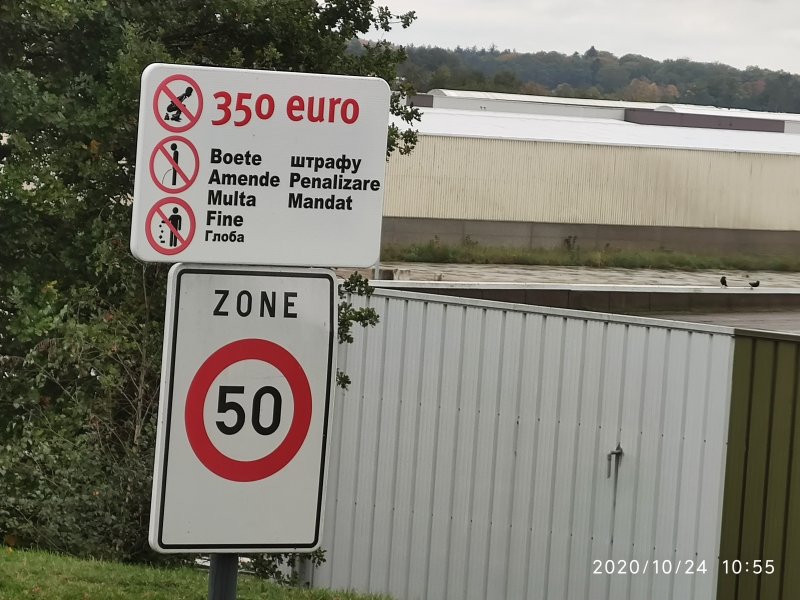 350 euro
Boete штрафу
Amende Penalizare
Multa Mandat
Fine
Глоба
ZONE
50
2020/10/24 10:55